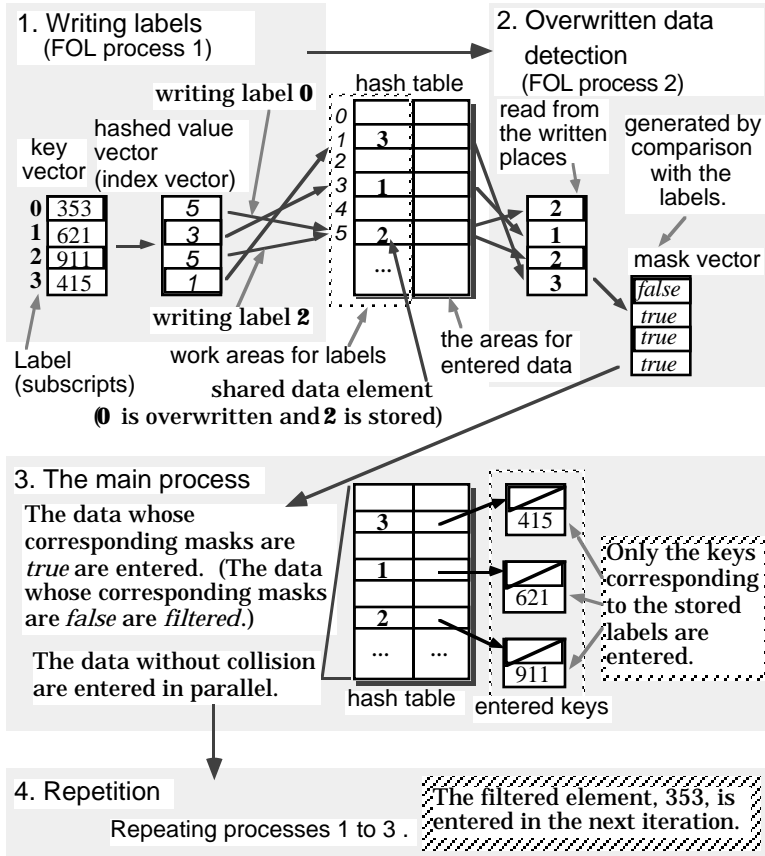 1. Writing labels
(FOL process 1)
2. Overwritten data
detection
(FOL process 2)
writing label 0
hash table
key
vector
hashed value
vector
(index vector)
read from
the written
places
generated by
comparison
with the
labels.
0 353
1 621
2 911
3 415
5
3
5
1
0
1 3
2
3 1
4
5 2
...
2
1
2
3
mask vector
false
true
true
true
writing label 2
Label
(subscripts)
work areas for labels
the areas for
entered data
shared data element
(0 is overwritten and 2 is stored)
3. The main process
The data whose
corresponding masks are
true are entered. (The data
whose corresponding masks
are false are filtered.)
The data without collision
are entered in parallel.
3
1
2
... ...
hash table
415
621
911
entered keys
Only the keys
corresponding
to the stored
labels are
entered.
4. Repetition
Repeating processes 1 to 3 .
The filtered element, 353, is
entered in the next iteration.